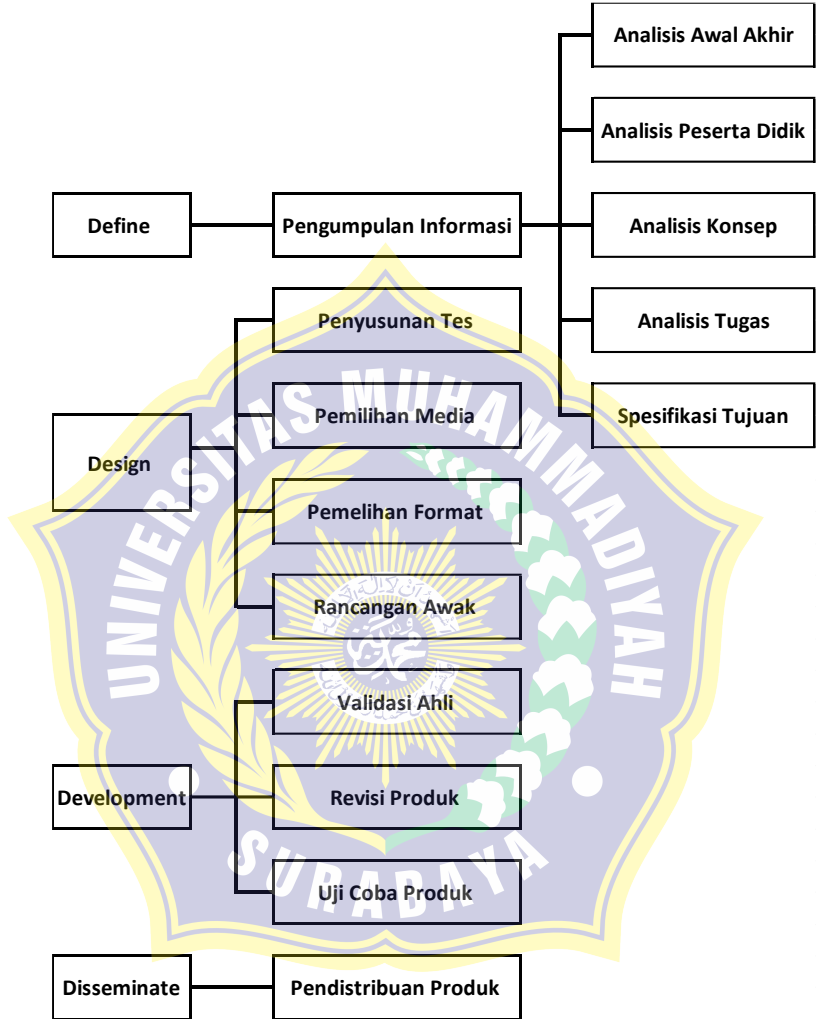 Analisis Awal Akhir
Analisis Peserta Didik
Define
Pengumpulan Informasi
Analisis Konsep
Penyusunan Tes
Analisis Tugas
Pemilihan Media
Spesifikasi Tujuan
Design
Pemelihan Format
Rancangan Awak
Validasi Ahli
Development
Revisi Produk
Uji Coba Produk
Disseminate
Pendistribuan Produk
UNIVERSITAS MUHAMMADIYAH
SURABAYA